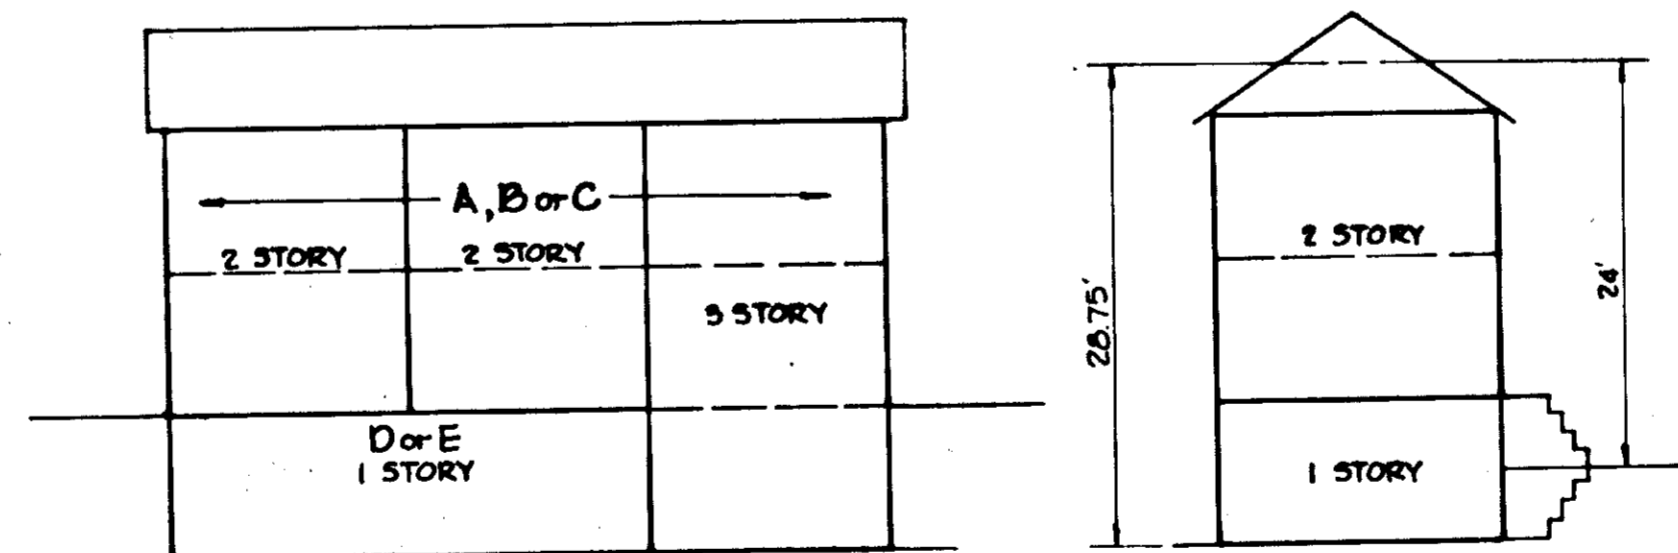 A, B or C
2 STORY
2 STORY
3 STORY
D or E
1 STORY
28.75'
2 STORY
24'
1 STORY